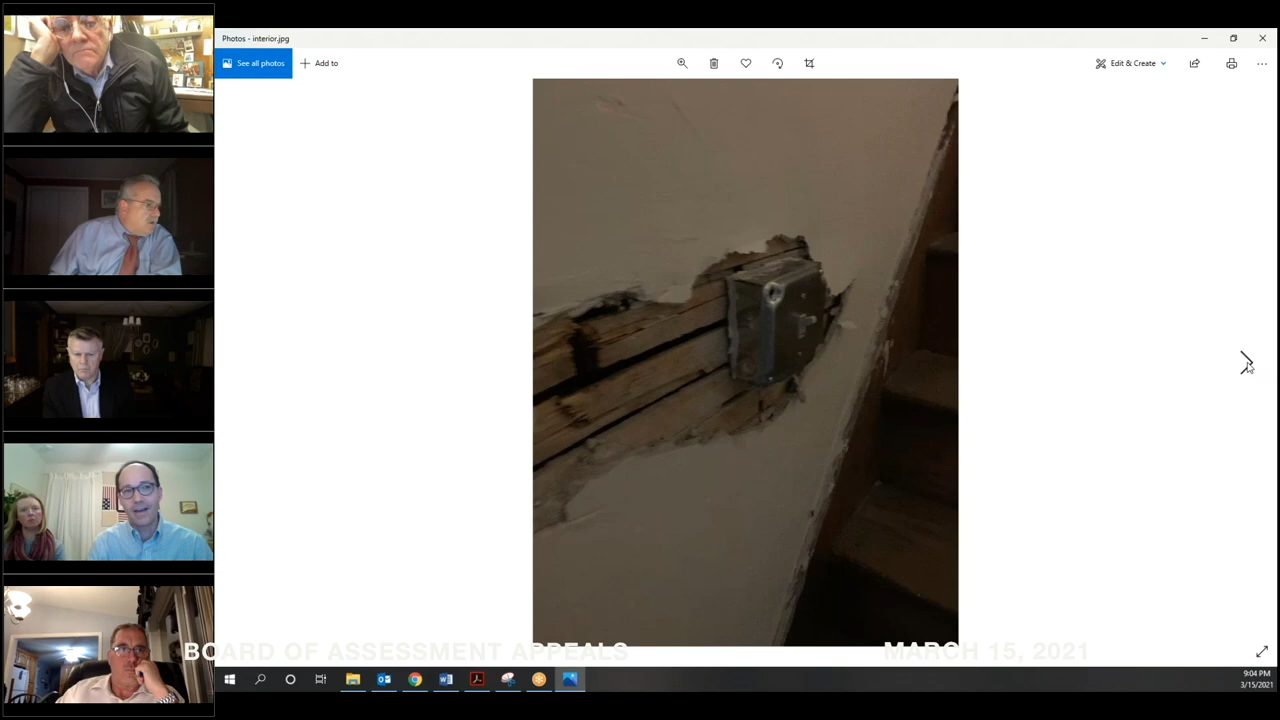 Photos - interior.jpg
See all photos
Add to
Edit & Create
BOARD OF ASSESSMENT APPEALS
MARCH 15, 2021
9:04 PM
3/15/2021